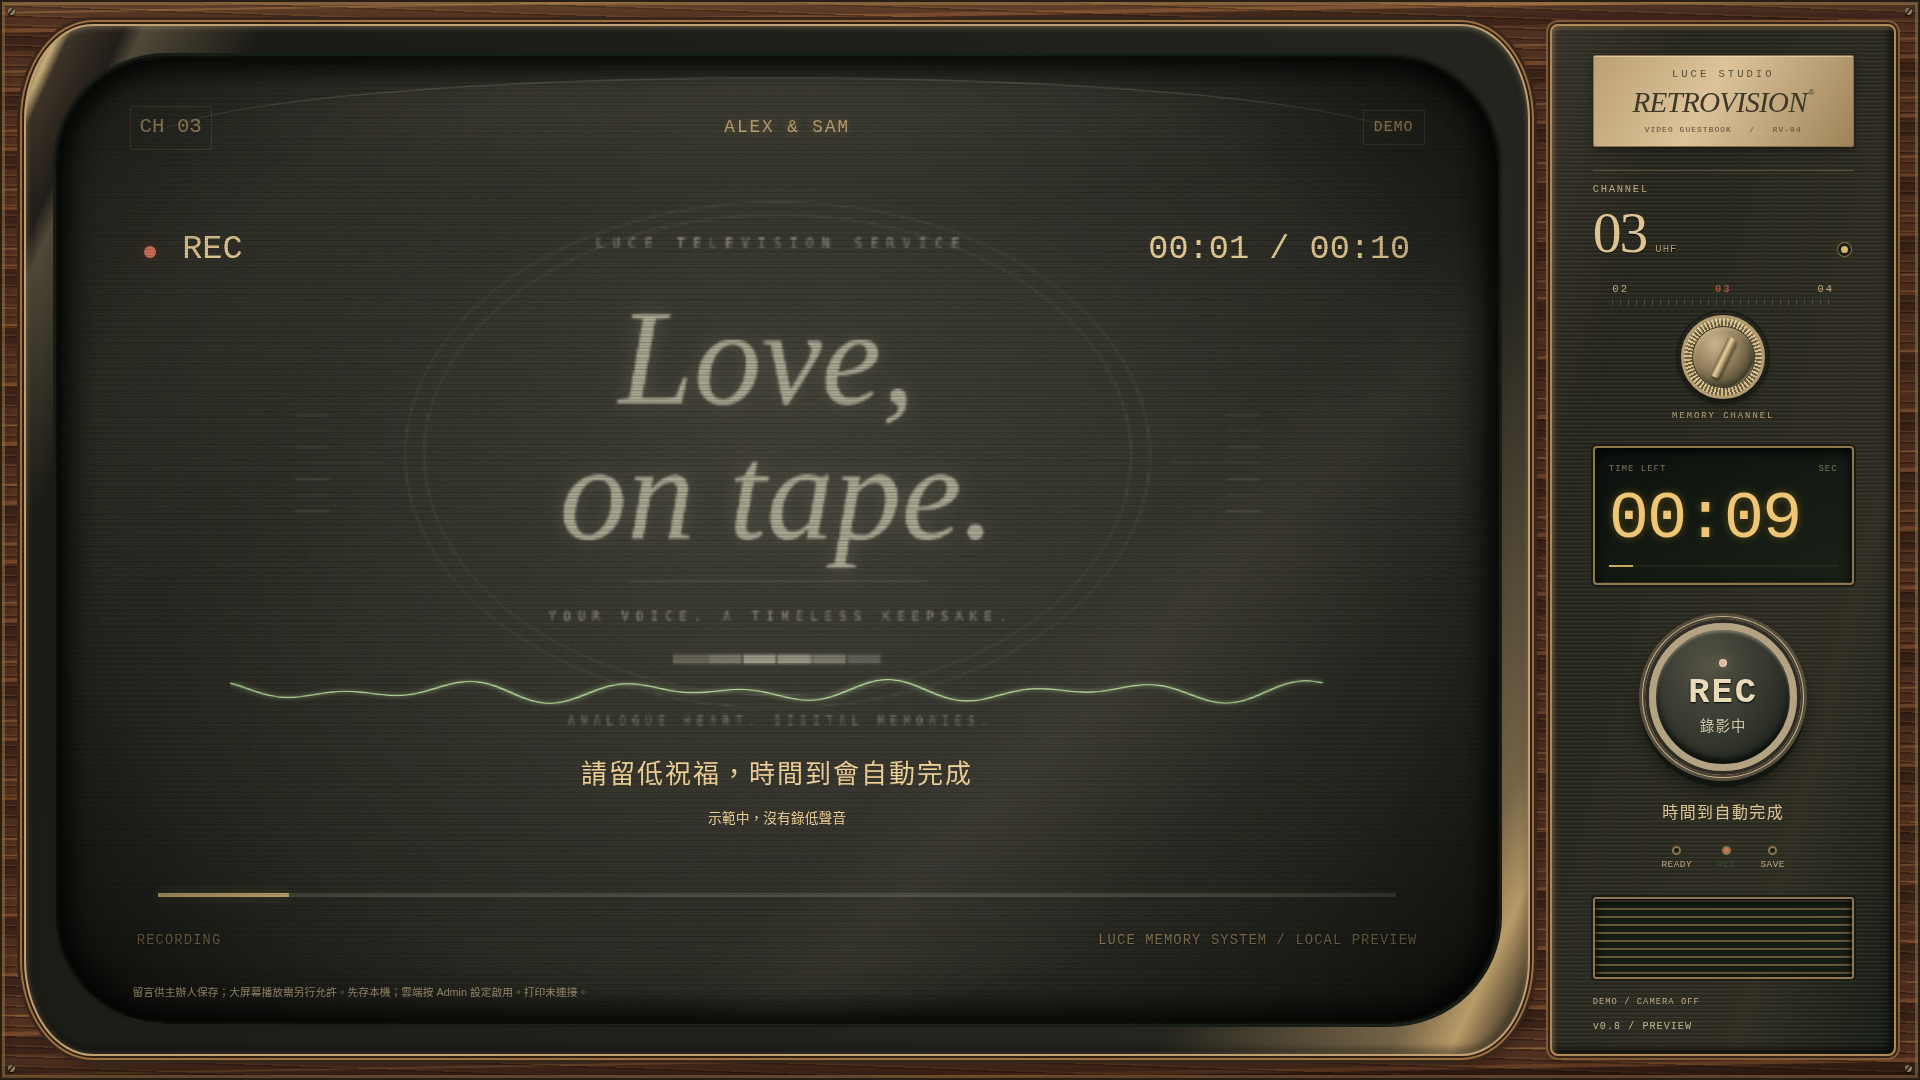 CH 03
ALEX & SAM
DEMO
REC
00:01 / 00:10
LUCE TELEVISION SERVICE
Love,
on tape.
YOUR VOICE. A TIMELESS KEEPSAKE.
ANALOGUE HEART. DIGITAL MEMORIES.
請留低祝福，時間到會自動完成
示範中，沒有錄低聲音
RECORDING
LUCE MEMORY SYSTEM / LOCAL PREVIEW
留言供主辦人保存；大屏幕播放需另行允許。先存本機；雲端按 Admin 設定啟用。打印未連接。
LUCE STUDIO
RETROVISION®
VIDEO GUESTBOOK / RV-04
CHANNEL
03 UHF
02 03 04
MEMORY CHANNEL
TIME LEFT SEC
00:09
REC
錄影中
時間到自動完成
READY REC SAVE
DEMO / CAMERA OFF
v0.8 / PREVIEW